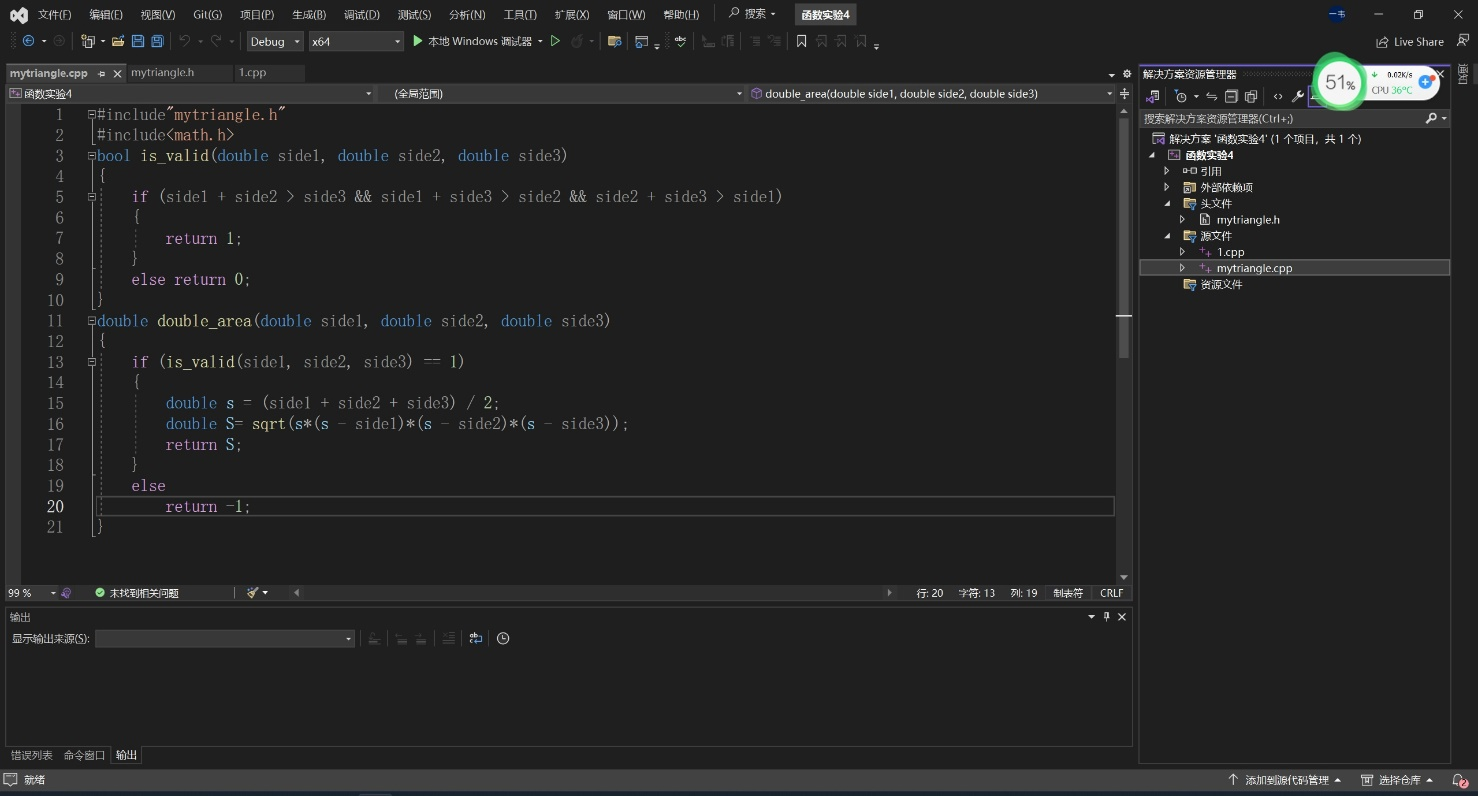 文件(F) 编辑(E) 视图(V) Git(G) 项目(P) 生成(B) 调试(D) 测试(S) 分析(N) 工具(T) 扩展(X) 窗口(W) 帮助(H) 搜索 函数实验4 一韦
Debug x64 本地 Windows 调试器 Live Share
mytriangle.cpp mytriangle.h 1.cpp
函数实验4 (全局范围) double_area(double side1, double side2, double side3)
1 #include"mytriangle.h"
2 #include<math.h>
3 bool is_valid(double side1, double side2, double side3)
4 {
5 if (side1 + side2 > side3 && side1 + side3 > side2 && side2 + side3 > side1)
6 {
7 return 1;
8 }
9 else return 0;
10 }
11 double double_area(double side1, double side2, double side3)
12 {
13 if (is_valid(side1, side2, side3) == 1)
14 {
15 double s = (side1 + side2 + side3) / 2;
16 double S= sqrt(s*(s - side1)*(s - side2)*(s - side3));
17 return S;
18 }
19 else
20 return -1;
21 }
99 % 未找到相关问题 行: 20 字符: 13 列: 19 制表符 CRLF
输出
显示输出来源(S):
错误列表 命令窗口 输出
就绪 添加到源代码管理 选择仓库 2
解决方案资源管理器
51% 0.02K/s
CPU 36°C
搜索解决方案资源管理器(Ctrl+;)
解决方案 '函数实验4' (1 个项目，共 1 个)
函数实验4
引用
外部依赖项
头文件
mytriangle.h
源文件
1.cpp
mytriangle.cpp
资源文件
通知